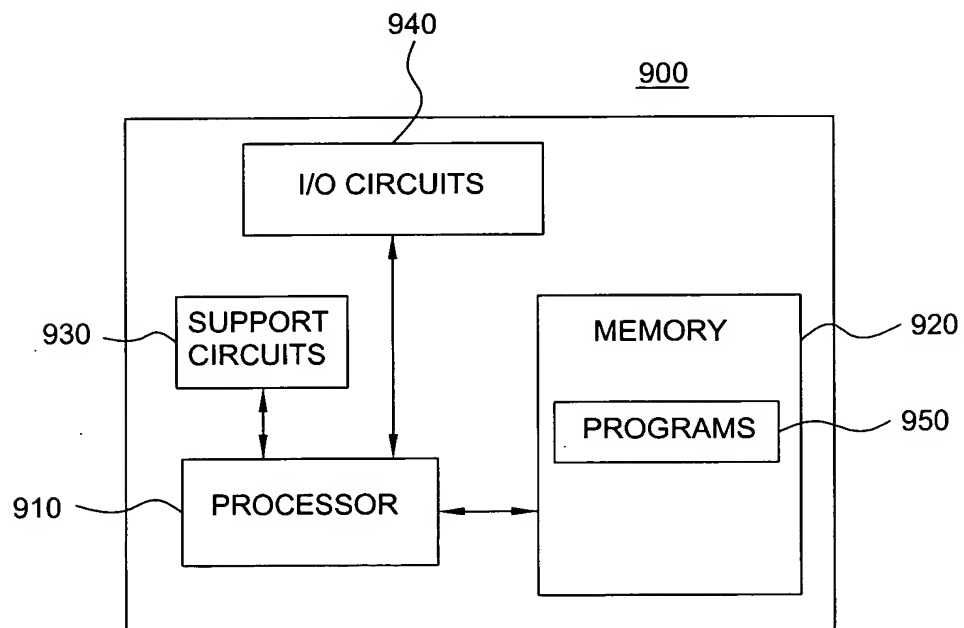 940
900
I/O CIRCUITS
930
SUPPORT
CIRCUITS
MEMORY
920
PROGRAMS
950
910
PROCESSOR